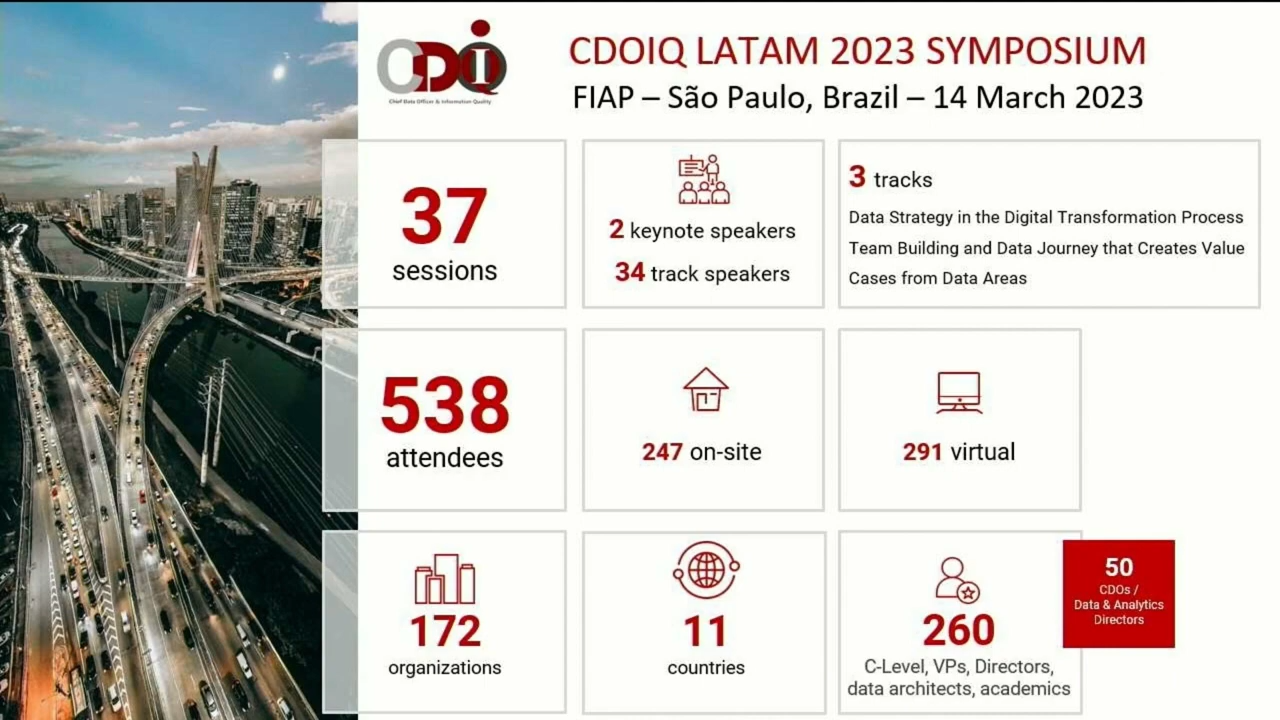 CDOIQ
Chief Data Officer & Information Quality
CDOIQ LATAM 2023 SYMPOSIUM
FIAP – São Paulo, Brazil – 14 March 2023
37
sessions
2 keynote speakers
34 track speakers
3 tracks
Data Strategy in the Digital Transformation Process
Team Building and Data Journey that Creates Value
Cases from Data Areas
538
attendees
247 on-site
291 virtual
172
organizations
11
countries
260
C-Level, VPs, Directors,
data architects, academics
50
CDOs /
Data & Analytics
Directors